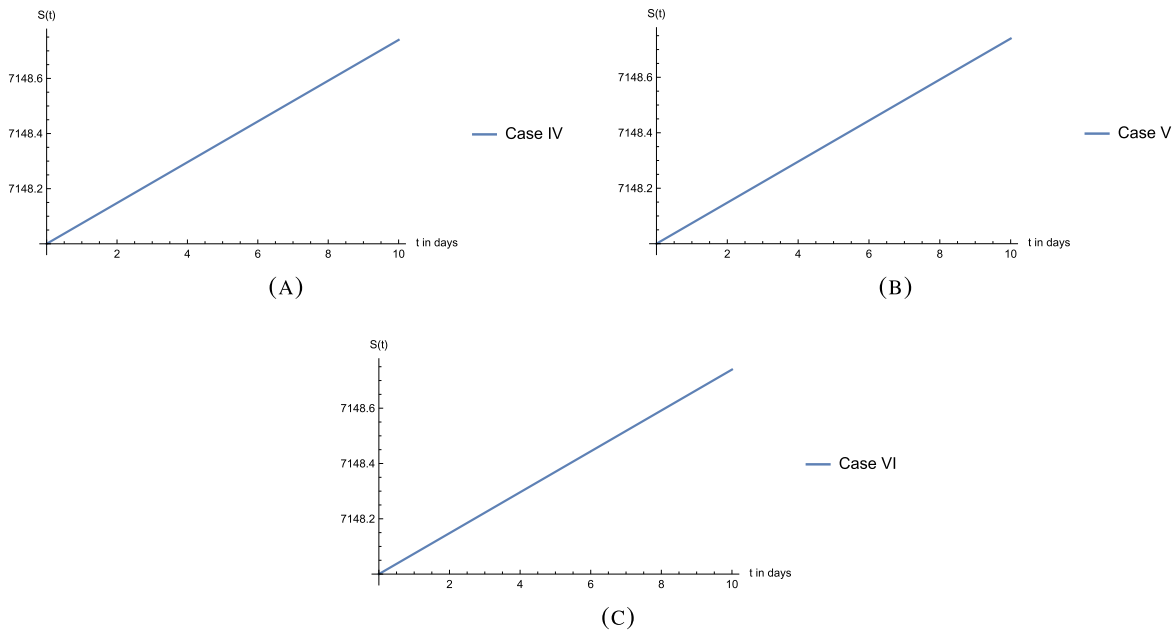 S(t)
7148.6
7148.4
7148.2
2 4 6 8 10
t in days
Case IV
(A)
S(t)
7148.6
7148.4
7148.2
2 4 6 8 10
t in days
Case V
(B)
S(t)
7148.6
7148.4
7148.2
2 4 6 8 10
t in days
Case VI
(C)